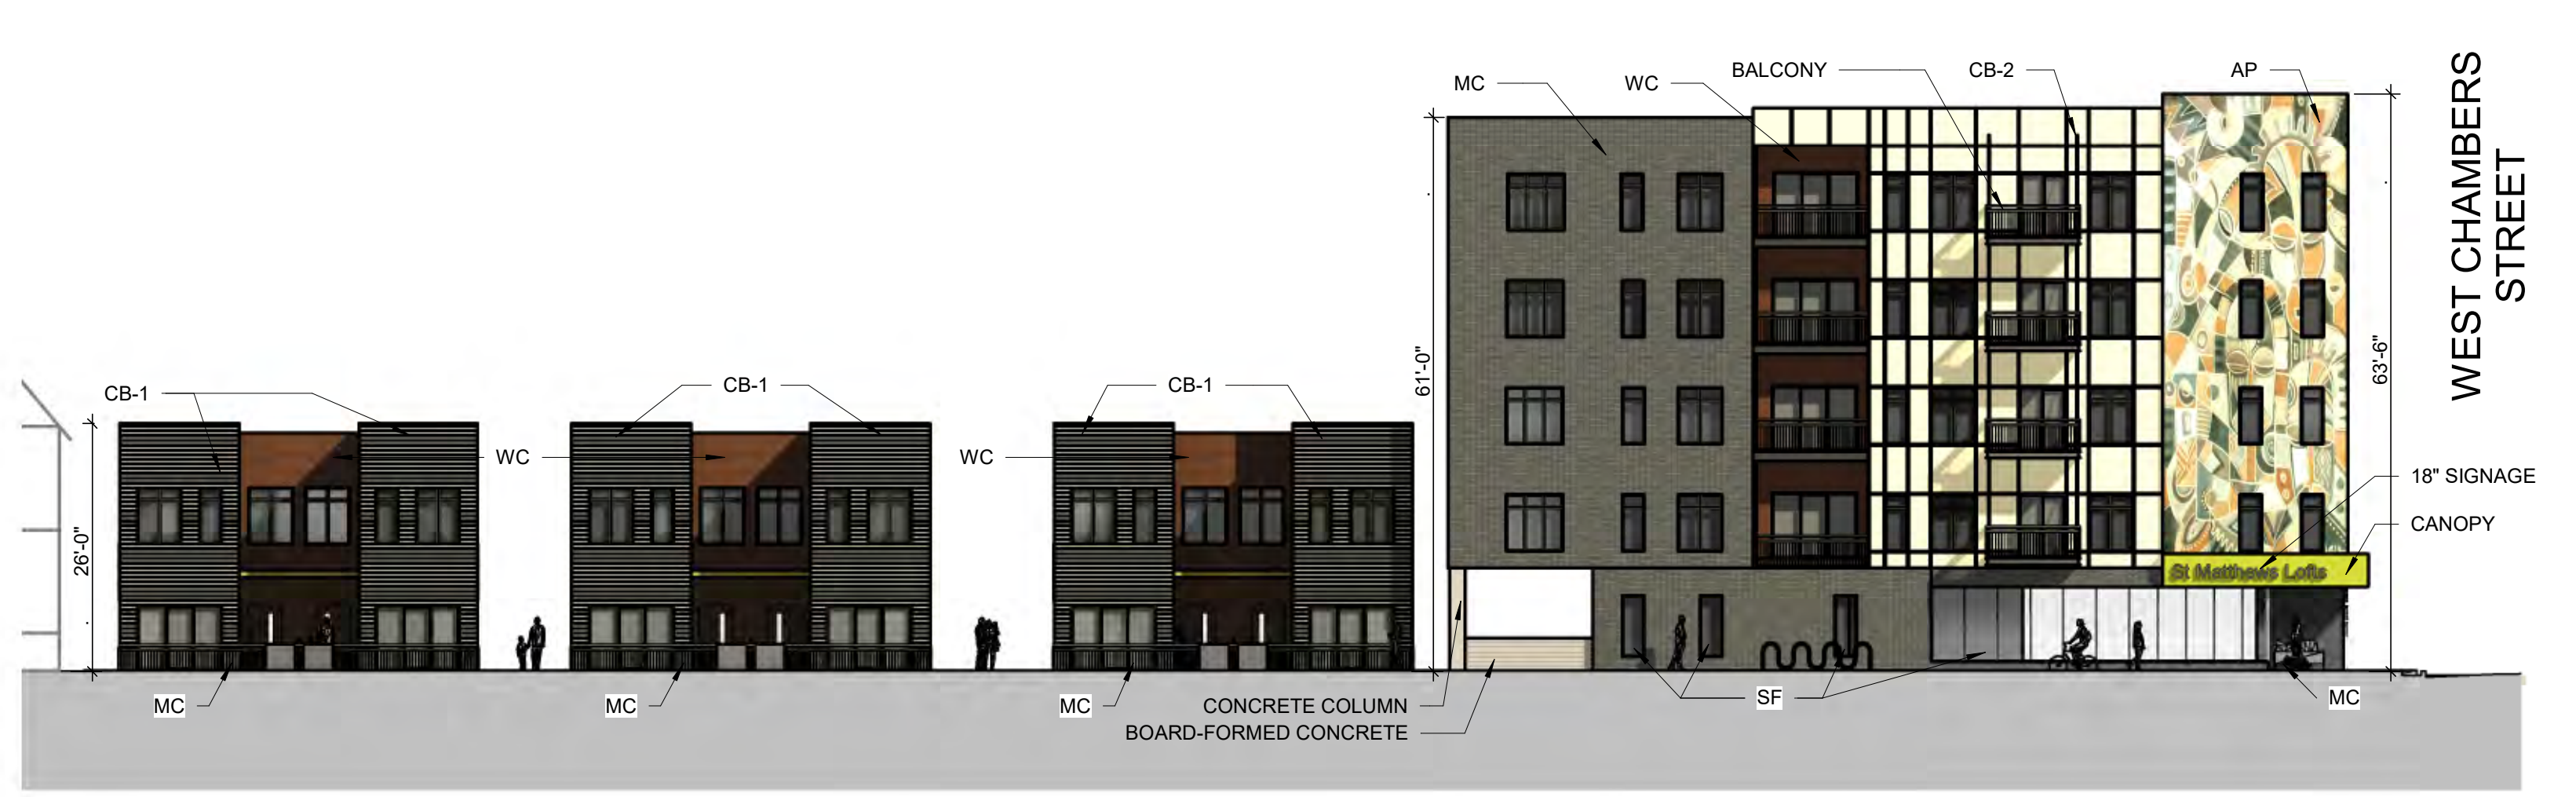 MC
WC
BALCONY
CB-2
AP
WEST CHAMBERS
STREET
61'-0"
63'-6"
CB-1
CB-1
CB-1
WC
WC
18" SIGNAGE
CANOPY
26'-0"
St Matthews Lofts
MC
MC
MC
CONCRETE COLUMN
BOARD-FORMED CONCRETE
SF
MC